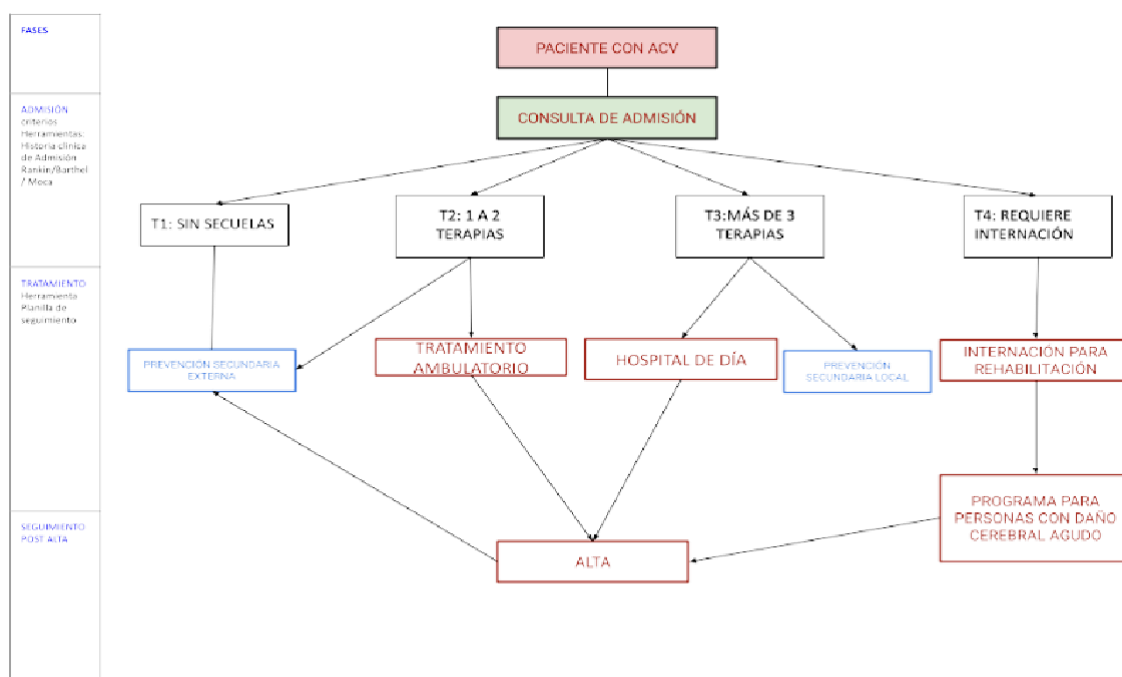 FASES
PACIENTE CON ACV
ADMISIÓN
criterios
Herramientas:
Historia clínica
de Admisión
Rankin/Barthel
/ Moca
CONSULTA DE ADMISIÓN
T1: SIN SECUELAS
T2: 1 A 2
TERAPIAS
T3:MÁS DE 3
TERAPIAS
T4: REQUIERE
INTERNACIÓN
TRATAMIENTO
Herramienta
Planilla de
seguimiento
PREVENCIÓN SECUNDARIA
EXTERNA
TRATAMIENTO
AMBULATORIO
HOSPITAL DE DÍA
PREVENCIÓN
SECUNDARIA LOCAL
INTERNACIÓN PARA
REHABILITACIÓN
PROGRAMA PARA
PERSONAS CON DAÑO
CEREBRAL AGUDO
SEGUIMIENTO
POST ALTA
ALTA